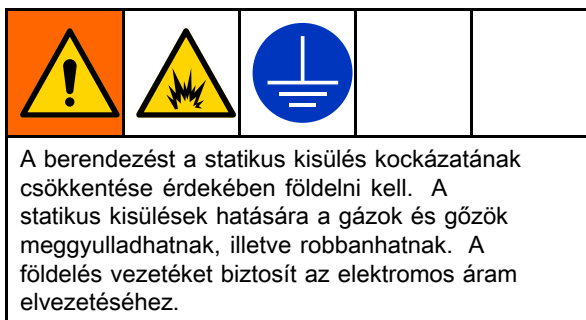 A berendezést a statikus kisülés kockázatának
csökkentése érdekében földelni kell. A
statikus kisülések hatására a gázok és gőzök
meggyulladhatnak, illetve robbanhatnak. A
földelés vezetéket biztosít az elektromos áram
elvezetéséhez.